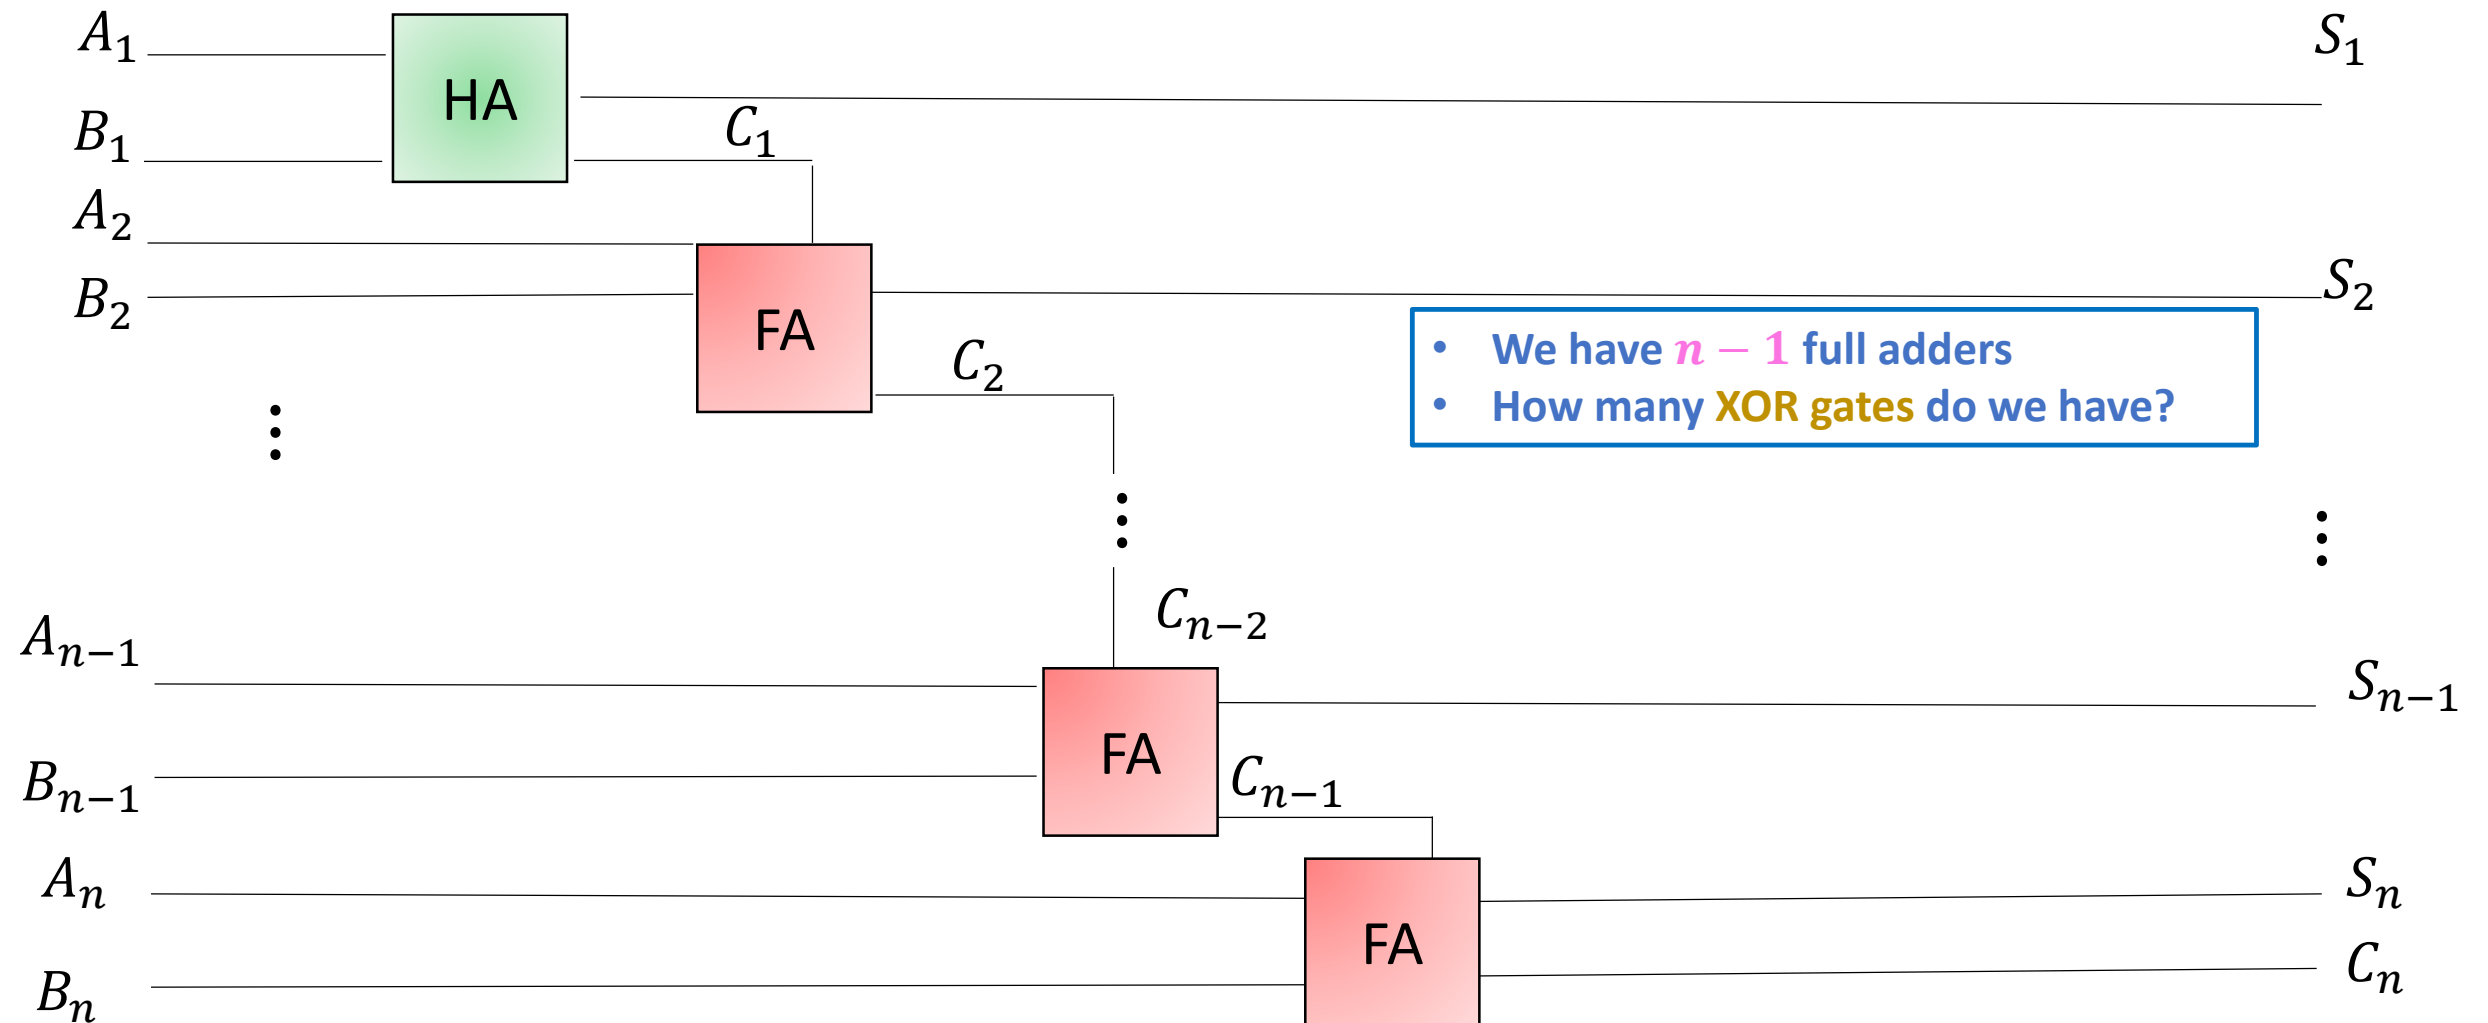 A₁
HA
S₁
B₁
C₁
A₂
B₂
FA
S₂
C₂
• We have n − 1 full adders
• How many XOR gates do we have?
⋮
⋮
⋮
Cₙ₋₂
Aₙ₋₁
Sₙ₋₁
FA
Bₙ₋₁
Cₙ₋₁
Aₙ
Sₙ
FA
Bₙ
Cₙ